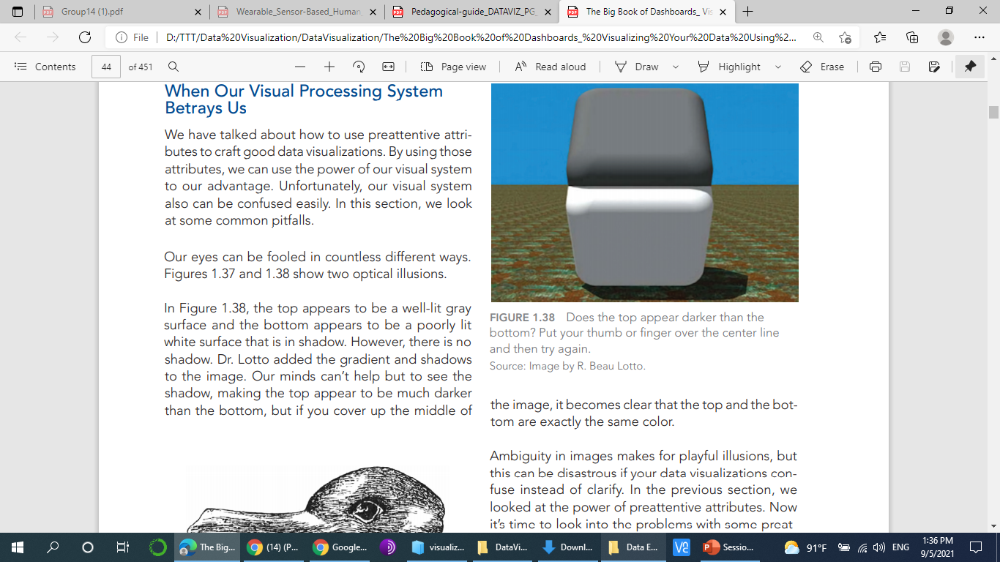 Group14 (1).pdf
Wearable_Sensor-Based_Human
Pedagogical-guide_DATAVIZ_PG
The Big Book of Dashboards_ Vis
File
D:/TTT/Data%20Visualization/DataVisualization/The%20Big%20Book%20of%20Dashboards_%20Visualizing%20Your%20Data%20Using%2...
Contents
44
of 451
Page view
Read aloud
Draw
Highlight
Erase
When Our Visual Processing System
Betrays Us
We have talked about how to use preattentive attri-
butes to craft good data visualizations. By using those
attributes, we can use the power of our visual system
to our advantage. Unfortunately, our visual system
also can be confused easily. In this section, we look
at some common pitfalls.
Our eyes can be fooled in countless different ways.
Figures 1.37 and 1.38 show two optical illusions.
In Figure 1.38, the top appears to be a well-lit gray
surface and the bottom appears to be a poorly lit
white surface that is in shadow. However, there is no
shadow. Dr. Lotto added the gradient and shadows
to the image. Our minds can't help but to see the
shadow, making the top appear to be much darker
than the bottom, but if you cover up the middle of
FIGURE 1.38 Does the top appear darker than the
bottom? Put your thumb or finger over the center line
and then try again.
Source: Image by R. Beau Lotto.
the image, it becomes clear that the top and the bot-
tom are exactly the same color.
Ambiguity in images makes for playful illusions, but
this can be disastrous if your data visualizations con-
fuse instead of clarify. In the previous section, we
looked at the power of preattentive attributes. Now
it's time to look into the problems with some preat
The Big...
(14) (P...
Google...
visualiz...
DataVi...
Downl...
Data E...
Sessio...
91°F
ENG
1:36 PM
9/5/2021